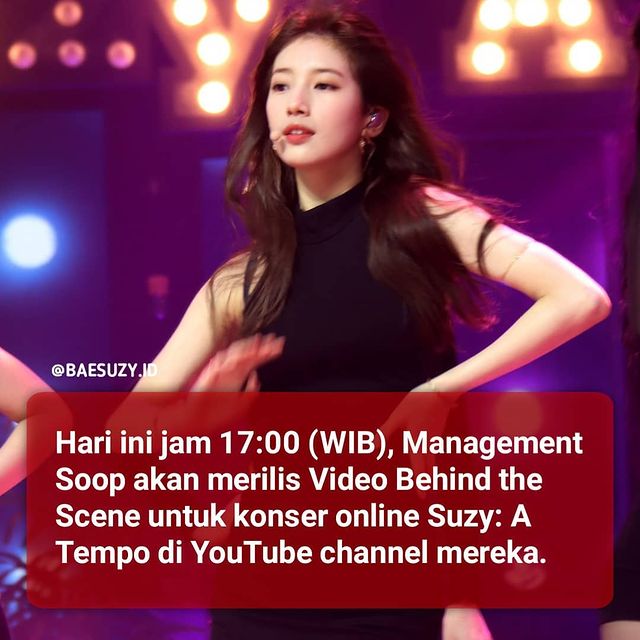 @BAESUZY.ID
Hari ini jam 17:00 (WIB), Management
Soop akan merilis Video Behind the
Scene untuk konser online Suzy: A
Tempo di YouTube channel mereka.